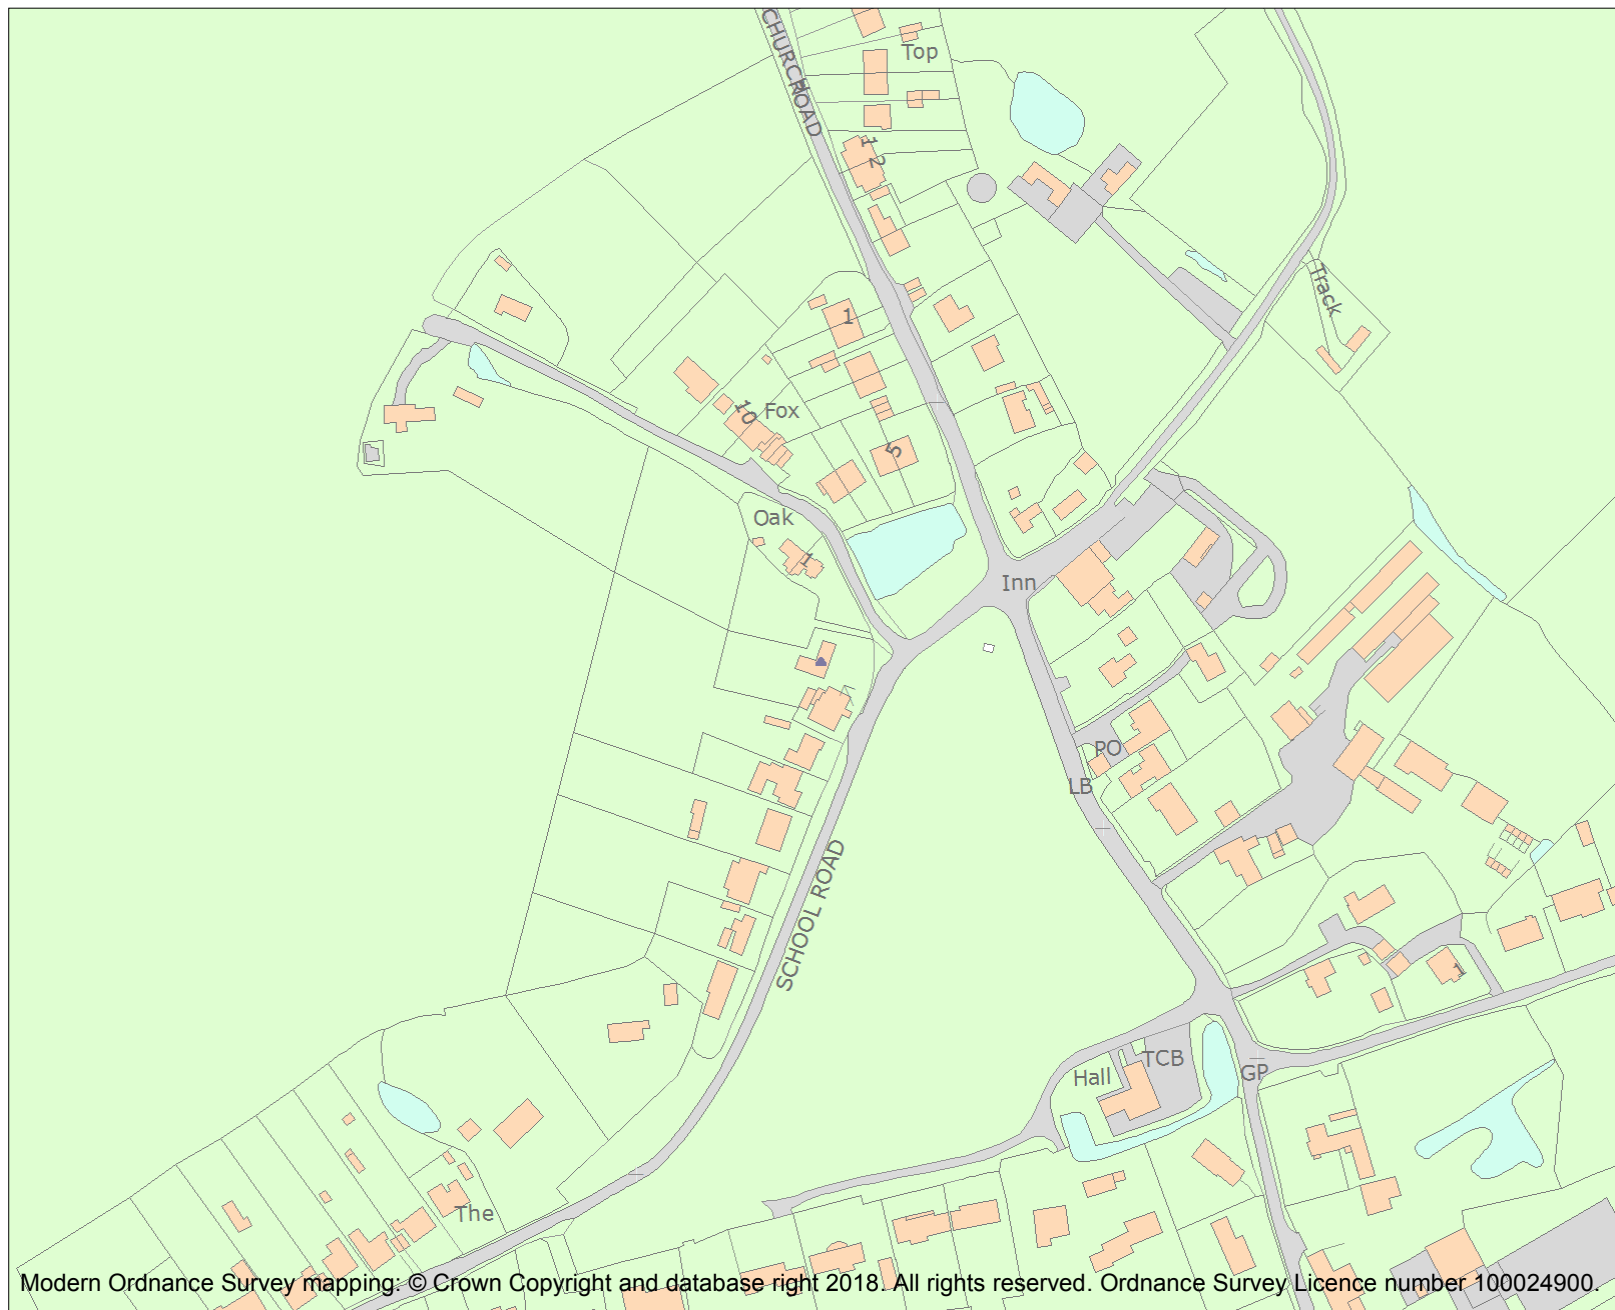 CHURCH ROAD
Top
1
2
Track
1
10
Fox
5
Oak
1
Inn
PO
LB
SCHOOL ROAD
1
TCB
Hall
GP
The
Modern Ordnance Survey mapping: © Crown Copyright and database right 2018. All rights reserved. Ordnance Survey Licence number 100024900.